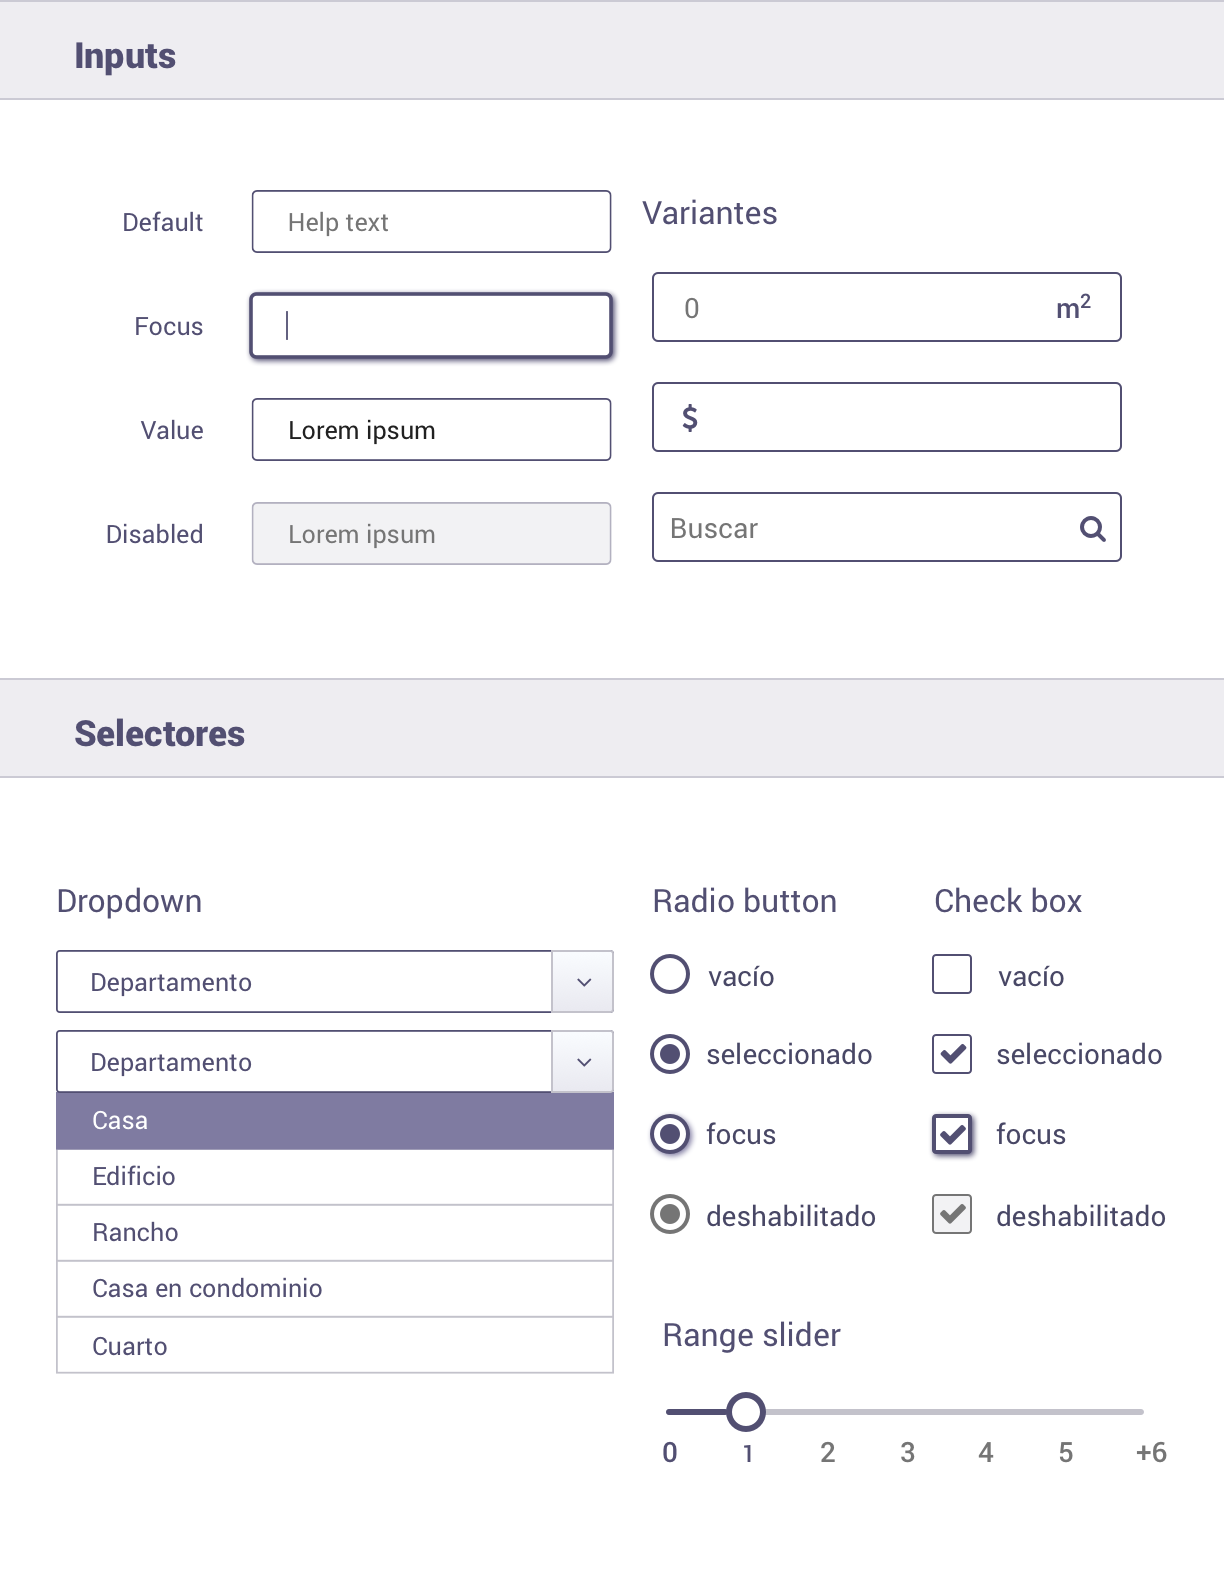 Inputs
Default
Help text
Focus
Value
Lorem ipsum
Disabled
Lorem ipsum
Variantes
0 m²
$
Buscar
Selectores
Dropdown
Departamento
Departamento
Casa
Edificio
Rancho
Casa en condominio
Cuarto
Radio button
vacío
seleccionado
focus
deshabilitado
Check box
vacío
seleccionado
focus
deshabilitado
Range slider
0 1 2 3 4 5 +6